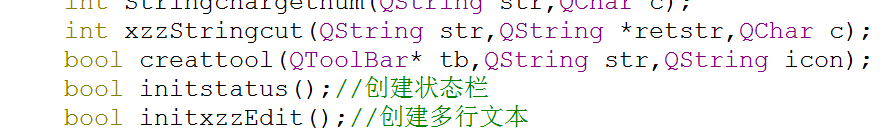 int Stringchargethum(QString str,QChar c);
int xzzStringcut(QString str,QString *retstr,QChar c);
bool creattool(QToolBar* tb,QString str,QString icon);
bool initstatus();//创建状态栏
bool initxzzEdit();//创建多行文本